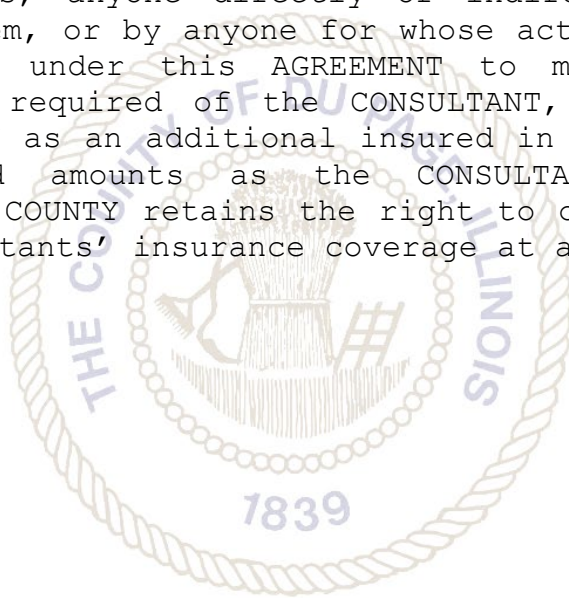 s, anyone directly or indire
em, or by anyone for whose act
under this AGREEMENT to m
required of the CONSULTANT,
as an additional insured in
d amounts as the CONSULTA
COUNTY retains the right to c
tants’ insurance coverage at a
THE COUNTY OF DU PAGE, ILLINOIS
1839